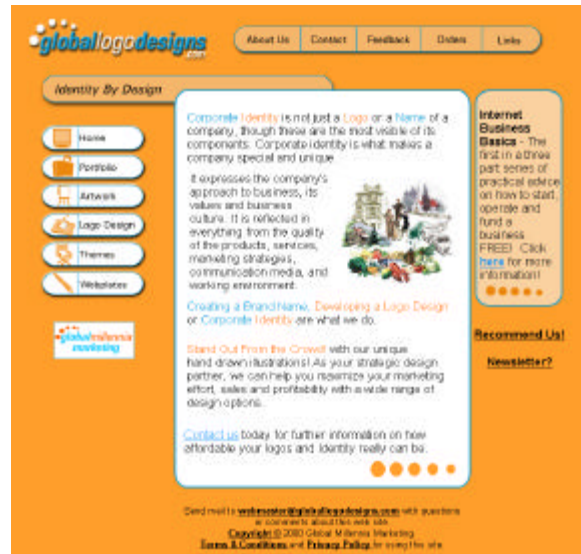 globallogodesigns
.com
About Us
Contact
Feedback
Orders
Links
Identity By Design
Home
Portfolio
Artwork
Logo Design
Themes
Webplates
globalmillennia
marketing
Corporate Identity is not just a Logo or a Name of a
company, though these are the most visible of its
components. Corporate identity is what makes a
company special and unique.
It expresses the company's
approach to business, its
values and business
culture. It is reflected in
everything from the quality
of the products, services,
marketing strategies,
communication media, and
working environment.
Creating a Brand Name, Developing a Logo Design
or Corporate Identity are what we do.
Stand Out From the Crowd! with our unique
hand drawn illustrations! As your strategic design
partner, we can help you maximize your marketing
effort, sales and profitability with a wide range of
design options.
Contact us today for further information on how
affordable your logos and Identity really can be.
Internet
Business
Basics - The
first in a three
part series of
practical advice
on how to start,
operate and
fund a
business
FREE! Click
here for more
information!
Recommend Us!
Newsletter?
Send mail to webmaster@globallogodesigns.com with questions
or comments about this web site.
Copyright © 2000 Global Millennia Marketing
Terms & Conditions and Privacy Policy for using this site